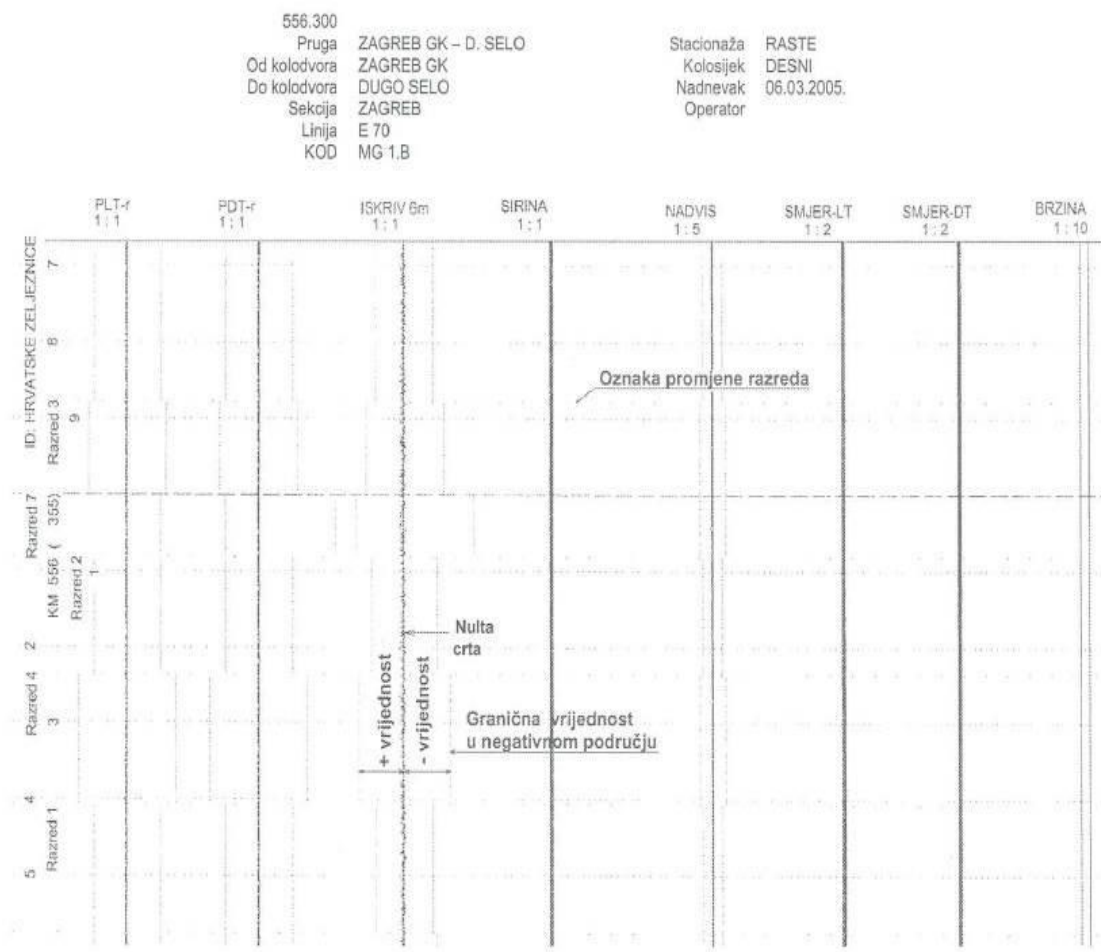 556.300
Pruga ZAGREB GK – D. SELO
Od kolodvora ZAGREB GK
Do kolodvora DUGO SELO
Sekcija ZAGREB
Linija E 70
KOD MG 1.B
Stacionaža RASTE
Kolosijek DESNI
Nadnevak 06.03.2005.
Operator
PLT-r
1 : 1
PDT-r
1 : 1
ISKRIV 6m
1 : 1
SIRINA
1 : 1
NADVIS
1 : 5
SMJER-LT
1 : 2
SMJER-DT
1 : 2
BRZINA
1 : 10
ID: HRVATSKE ZELJEZNICE
7
8
Razred 3
9
Oznaka promjene razreda
Razred 7
KM 556 ( 355)
Razred 2
1
2
Nulta
crta
+ vrijednost
- vrijednost
Razred 4
3
Granična vrijednost
u negativnom području
4
Razred 1
5